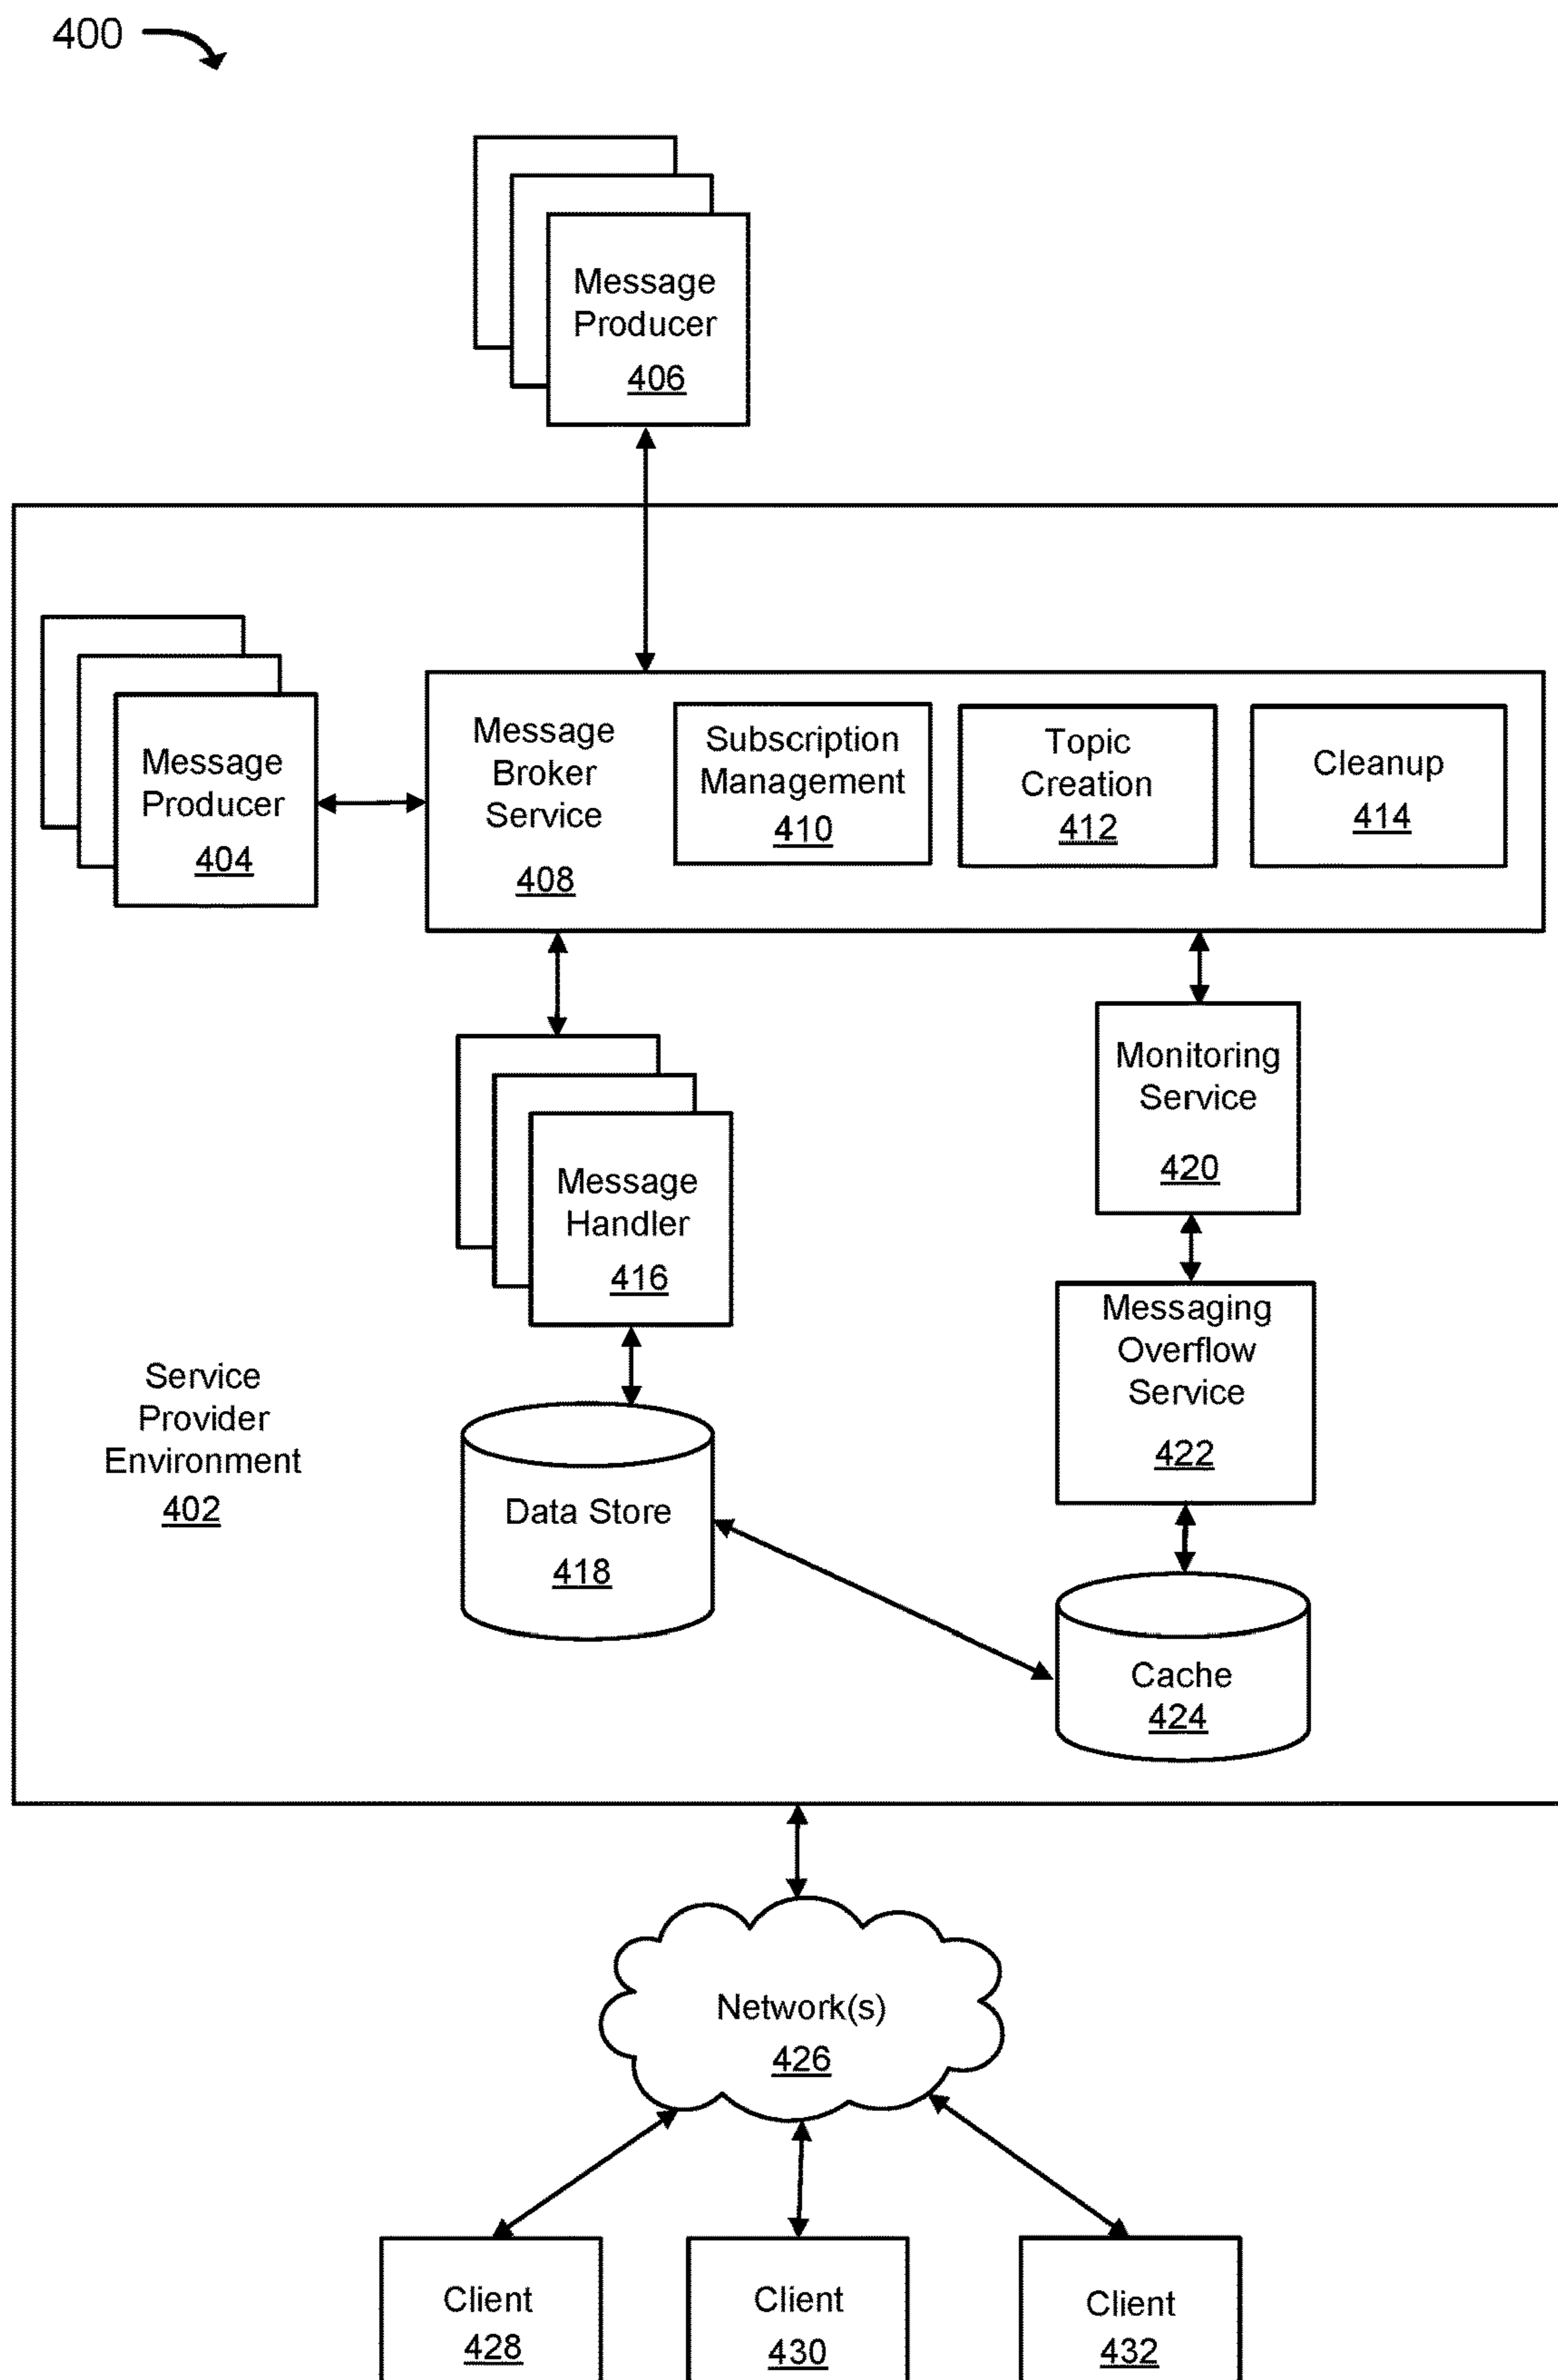 400
Message
Producer
406
Message
Producer
404
Message
Broker
Service
408
Subscription
Management
410
Topic
Creation
412
Cleanup
414
Message
Handler
416
Monitoring
Service
420
Messaging
Overflow
Service
422
Service
Provider
Environment
402
Data Store
418
Cache
424
Network(s)
426
Client
428
Client
430
Client
432